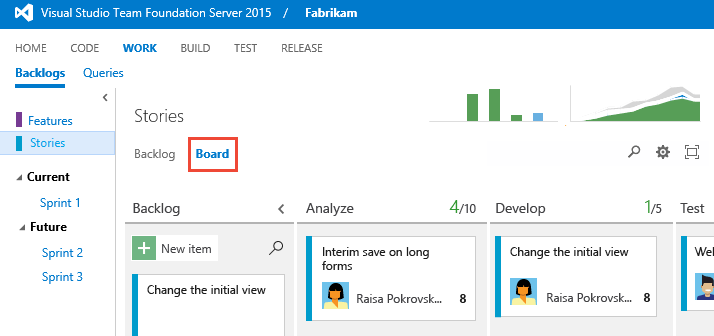 Visual Studio Team Foundation Server 2015 / Fabrikam
HOME CODE WORK BUILD TEST RELEASE
Backlogs Queries
Features
Stories
Current
Sprint 1
Future
Sprint 2
Sprint 3
Stories
Backlog Board
Backlog Analyze 4/10 Develop 1/5 Test
New item
Change the initial view
Interim save on long
forms
Raisa Pokrovsk... 8
Change the initial view
Raisa Pokrovsk... 8